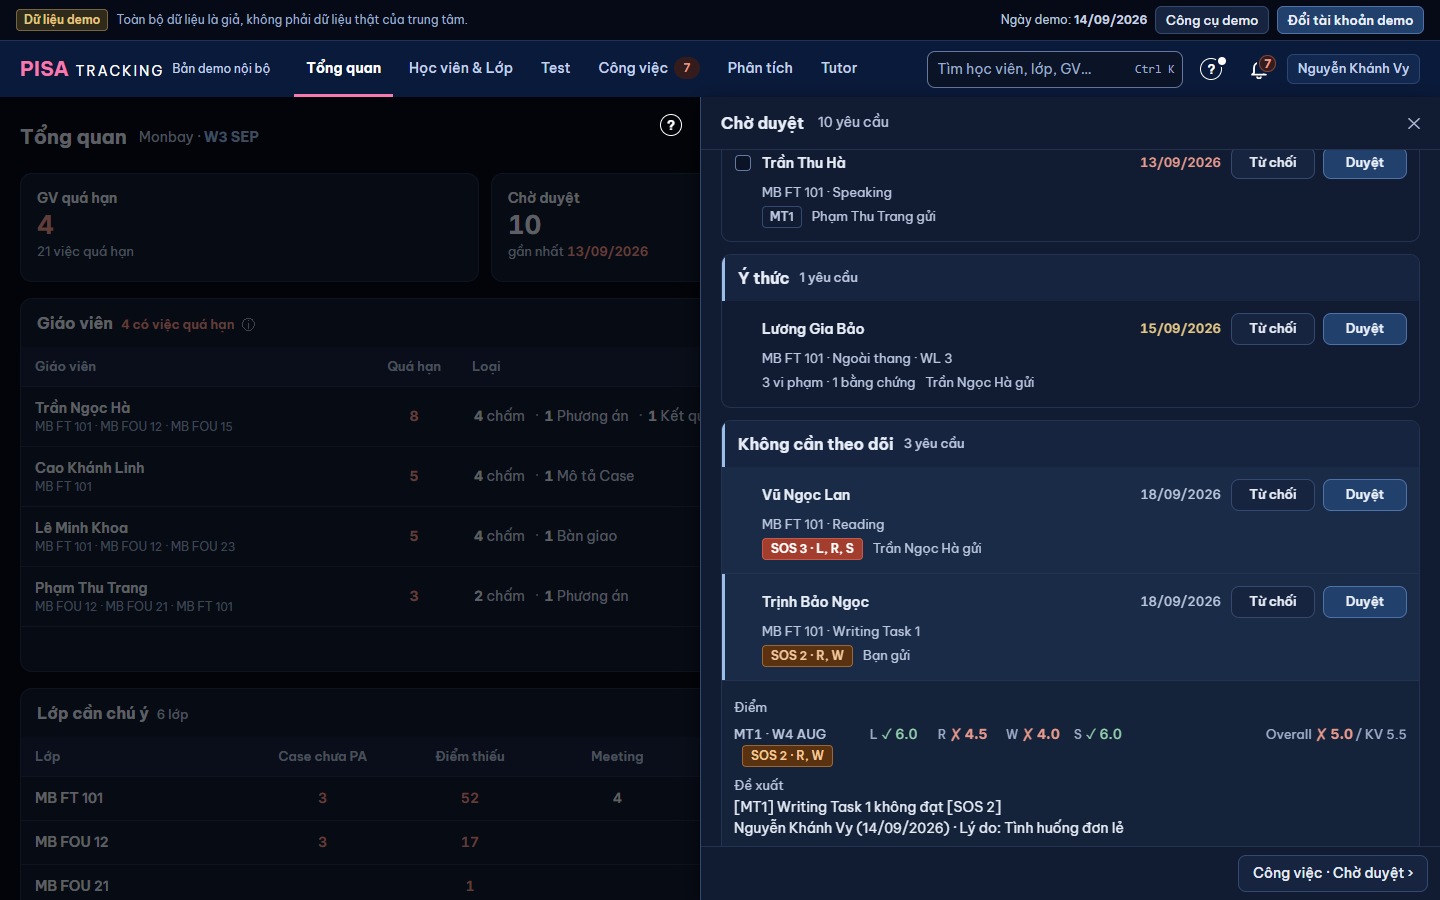 Dữ liệu demo Toàn bộ dữ liệu là giả, không phải dữ liệu thật của trung tâm. Ngày demo: 14/09/2026 Công cụ demo Đổi tài khoản demo
PISA TRACKING Bản demo nội bộ Tổng quan Học viên & Lớp Test Công việc 7 Phân tích Tutor Tìm học viên, lớp, GV... Ctrl K ? 7 Nguyễn Khánh Vy
Tổng quan Monbay · W3 SEP ?
GV quá hạn
4
21 việc quá hạn
Chờ duyệt
10
gần nhất 13/09/2026
Giáo viên 4 có việc quá hạn
Giáo viên Quá hạn Loại
Trần Ngọc Hà 8 4 chấm · 1 Phương án · 1 Kết qu
MB FT 101 · MB FOU 12 · MB FOU 15
Cao Khánh Linh 5 4 chấm · 1 Mô tả Case
MB FT 101
Lê Minh Khoa 5 4 chấm · 1 Bàn giao
MB FT 101 · MB FOU 12 · MB FOU 23
Phạm Thu Trang 3 2 chấm · 1 Phương án
MB FOU 12 · MB FOU 21 · MB FT 101
Lớp cần chú ý 6 lớp
Lớp Case chưa PA Điểm thiếu Meeting
MB FT 101 3 52 4
MB FOU 12 3 17
MB FOU 21 1
Chờ duyệt 10 yêu cầu
Trần Thu Hà 13/09/2026 Từ chối Duyệt
MB FT 101 · Speaking
MT1 Phạm Thu Trang gửi
Ý thức 1 yêu cầu
Lương Gia Bảo 15/09/2026 Từ chối Duyệt
MB FT 101 · Ngoài thang · WL 3
3 vi phạm · 1 bằng chứng Trần Ngọc Hà gửi
Không cần theo dõi 3 yêu cầu
Vũ Ngọc Lan 18/09/2026 Từ chối Duyệt
MB FT 101 · Reading
SOS 3 · L, R, S Trần Ngọc Hà gửi
Trịnh Bảo Ngọc 18/09/2026 Từ chối Duyệt
MB FT 101 · Writing Task 1
SOS 2 · R, W Bạn gửi
Điểm
MT1 · W4 AUG L ✓ 6.0 R ✗ 4.5 W ✗ 4.0 S ✓ 6.0 Overall ✗ 5.0 / KV 5.5
SOS 2 · R, W
Đề xuất
[MT1] Writing Task 1 không đạt [SOS 2]
Nguyễn Khánh Vy (14/09/2026) · Lý do: Tình huống đơn lẻ
Công việc · Chờ duyệt ›